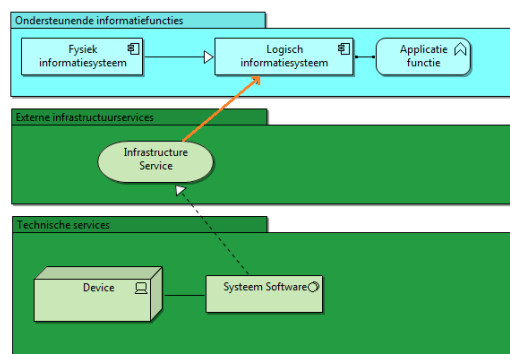 Ondersteunende informatiefuncties
Fysiek
informatiesysteem
Logisch
informatiesysteem
Applicatie
functie
Externe infrastructuurservices
Infrastructure
Service
Technische services
Device
Systeem Software